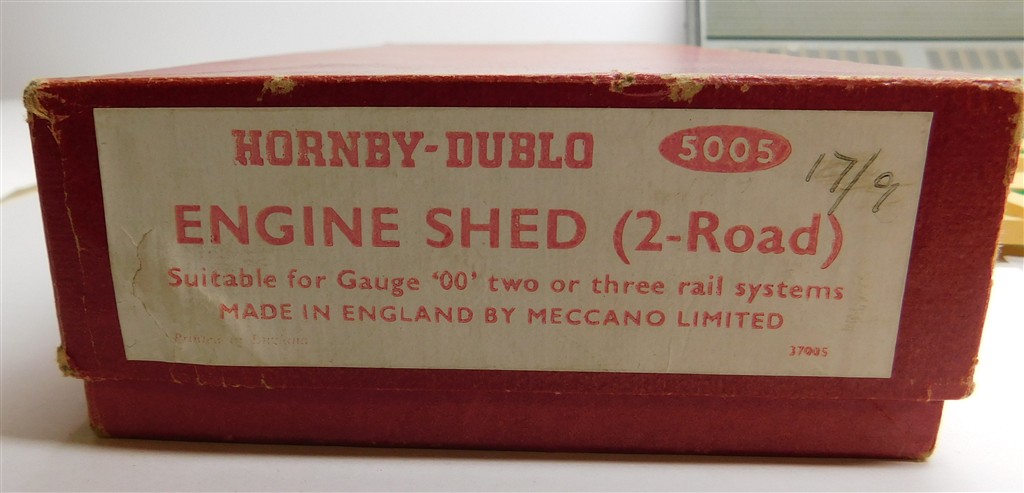 HORNBY-DUBLO 5005 17/9
ENGINE SHED (2-Road)
Suitable for Gauge '00' two or three rail systems
MADE IN ENGLAND BY MECCANO LIMITED
Printed in England 37005